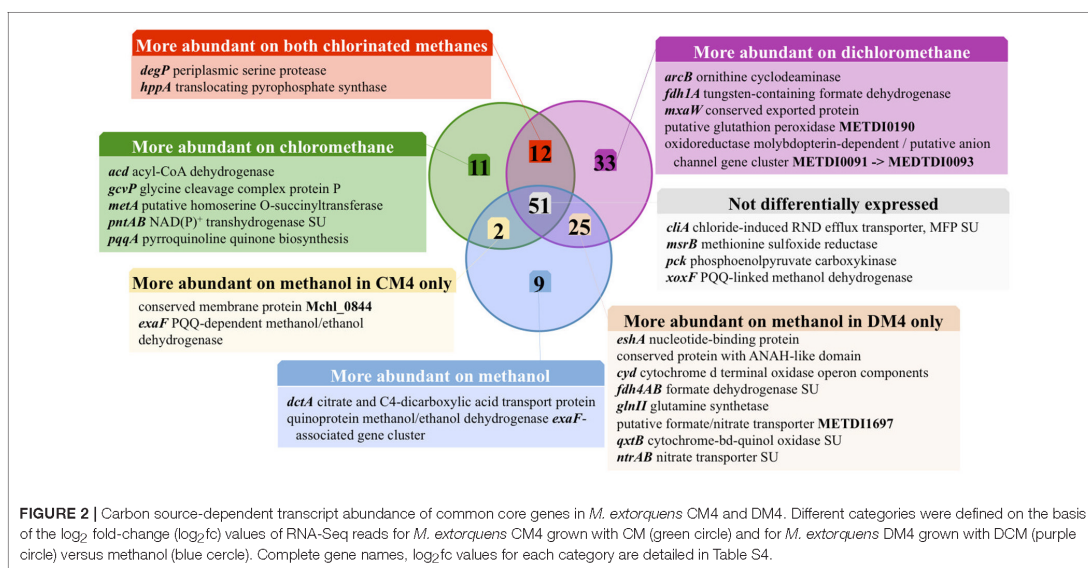 More abundant on both chlorinated methanes
degP periplasmic serine protease
hppA translocating pyrophosphate synthase
More abundant on chloromethane
acd acyl-CoA dehydrogenase
gcvP glycine cleavage complex protein P
metA putative homoserine O-succinyltransferase
pntAB NAD(P)+ transhydrogenase SU
pqqA pyrroquinoline quinone biosynthesis
More abundant on methanol in CM4 only
conserved membrane protein Mchl_0844
exaF PQQ-dependent methanol/ethanol
dehydrogenase
More abundant on methanol
dctA citrate and C4-dicarboxylic acid transport protein
quinoprotein methanol/ethanol dehydrogenase exaF-
associated gene cluster
11
12
33
51
2
25
9
More abundant on dichloromethane
arcB ornithine cyclodeaminase
fdh1A tungsten-containing formate dehydrogenase
mxaW conserved exported protein
putative glutathion peroxidase METDI0190
oxidoreductase molybdopterin-dependent / putative anion
channel gene cluster METDI0091 -> MEDTDI0093
Not differentially expressed
cliA chloride-induced RND efflux transporter, MFP SU
msrB methionine sulfoxide reductase
pck phosphoenolpyruvate carboxykinase
xoxF PQQ-linked methanol dehydrogenase
More abundant on methanol in DM4 only
eshA nucleotide-binding protein
conserved protein with ANAH-like domain
cyd cytochrome d terminal oxidase operon components
fdh4AB formate dehydrogenase SU
glnII glutamine synthetase
putative formate/nitrate transporter METDI1697
qxtB cytochrome-bd-quinol oxidase SU
ntrAB nitrate transporter SU
FIGURE 2 | Carbon source-dependent transcript abundance of common core genes in M. extorquens CM4 and DM4. Different categories were defined on the basis
of the log2 fold-change (log2fc) values of RNA-Seq reads for M. extorquens CM4 grown with CM (green circle) and for M. extorquens DM4 grown with DCM (purple
circle) versus methanol (blue cercle). Complete gene names, log2fc values for each category are detailed in Table S4.